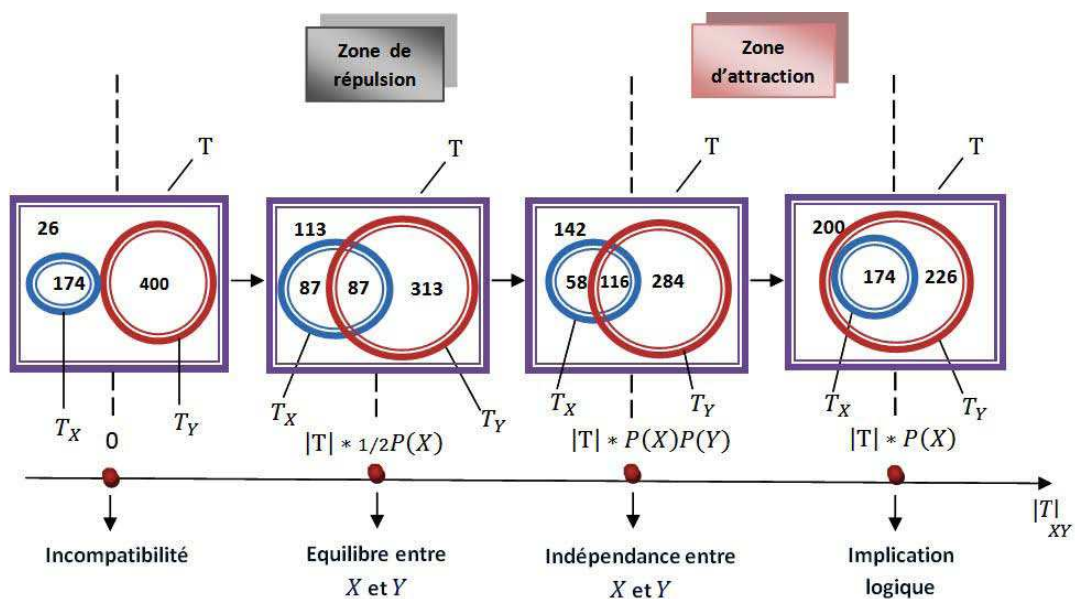 Zone de
répulsion
Zone
d'attraction
T
T
T
T
26
174
400
113
87
87
313
142
58
116
284
200
174
226
T_X
T_Y
T_X
T_Y
T_X
T_Y
T_X
T_Y
0
|T| * 1/2P(X)
|T| * P(X)P(Y)
|T| * P(X)
|T|
XY
Incompatibilité
Equilibre entre
X et Y
Indépendance entre
X et Y
Implication
logique